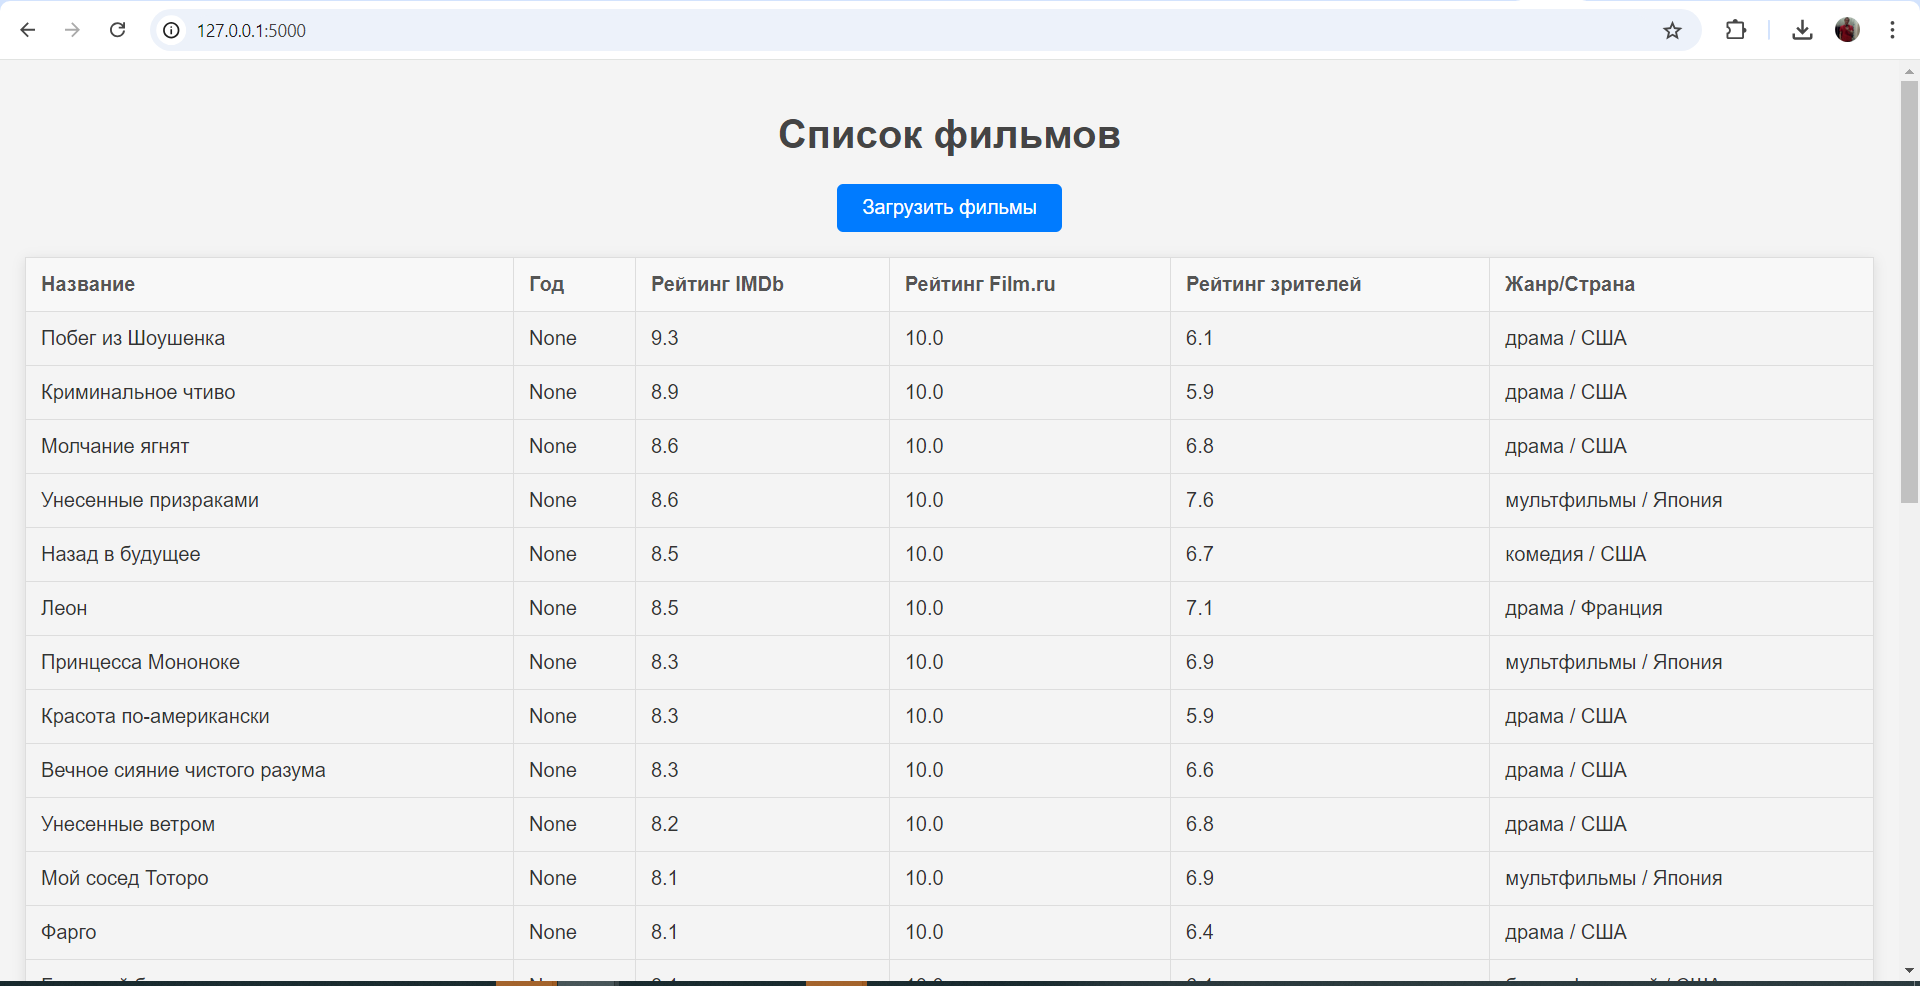 127.0.0.1:5000
Список фильмов
Загрузить фильмы
Название Год Рейтинг IMDb Рейтинг Film.ru Рейтинг зрителей Жанр/Страна
Побег из Шоушенка None 9.3 10.0 6.1 драма / США
Криминальное чтиво None 8.9 10.0 5.9 драма / США
Молчание ягнят None 8.6 10.0 6.8 драма / США
Унесенные призраками None 8.6 10.0 7.6 мультфильмы / Япония
Назад в будущее None 8.5 10.0 6.7 комедия / США
Леон None 8.5 10.0 7.1 драма / Франция
Принцесса Мононоке None 8.3 10.0 6.9 мультфильмы / Япония
Красота по-американски None 8.3 10.0 5.9 драма / США
Вечное сияние чистого разума None 8.3 10.0 6.6 драма / США
Унесенные ветром None 8.2 10.0 6.8 драма / США
Мой сосед Тоторо None 8.1 10.0 6.9 мультфильмы / Япония
Фарго None 8.1 10.0 6.4 драма / США